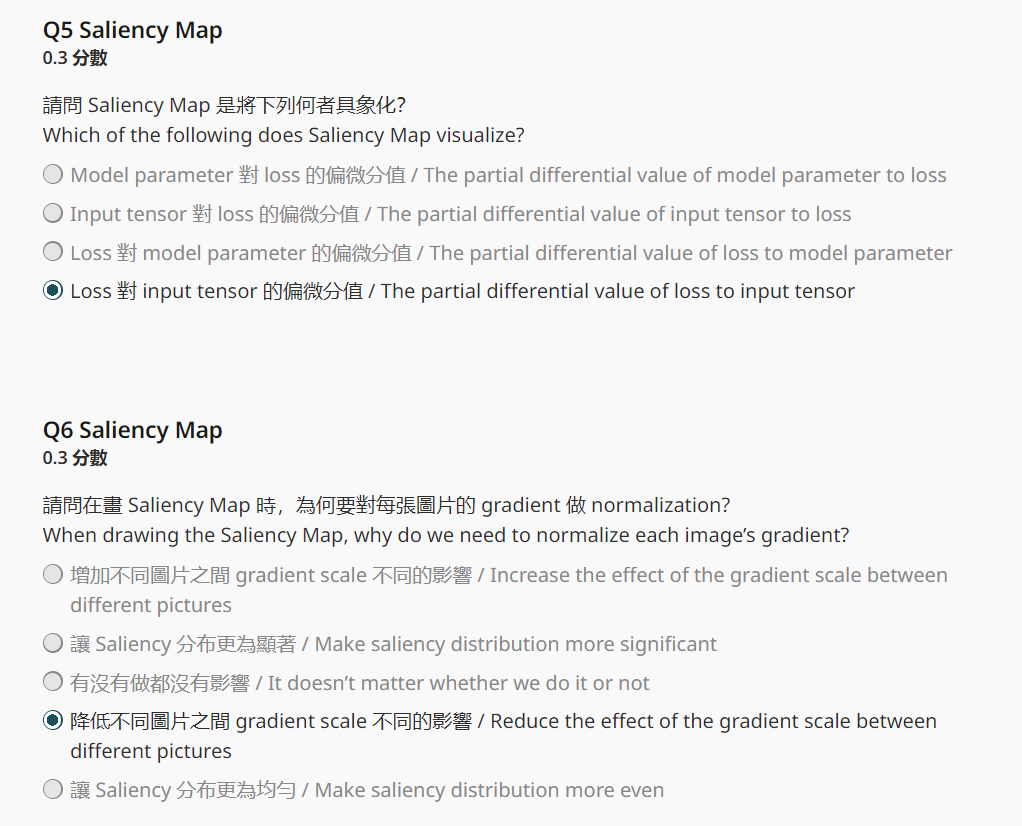 Q5 Saliency Map
0.3 分數
請問 Saliency Map 是將下列何者具象化?
Which of the following does Saliency Map visualize?
Model parameter 對 loss 的偏微分值 / The partial differential value of model parameter to loss
Input tensor 對 loss 的偏微分值 / The partial differential value of input tensor to loss
Loss 對 model parameter 的偏微分值 / The partial differential value of loss to model parameter
Loss 對 input tensor 的偏微分值 / The partial differential value of loss to input tensor
Q6 Saliency Map
0.3 分數
請問在畫 Saliency Map 時，為何要對每張圖片的 gradient 做 normalization?
When drawing the Saliency Map, why do we need to normalize each image’s gradient?
增加不同圖片之間 gradient scale 不同的影響 / Increase the effect of the gradient scale between
different pictures
讓 Saliency 分布更為顯著 / Make saliency distribution more significant
有沒有做都沒有影響 / It doesn’t matter whether we do it or not
降低不同圖片之間 gradient scale 不同的影響 / Reduce the effect of the gradient scale between
different pictures
讓 Saliency 分布更為均勻 / Make saliency distribution more even